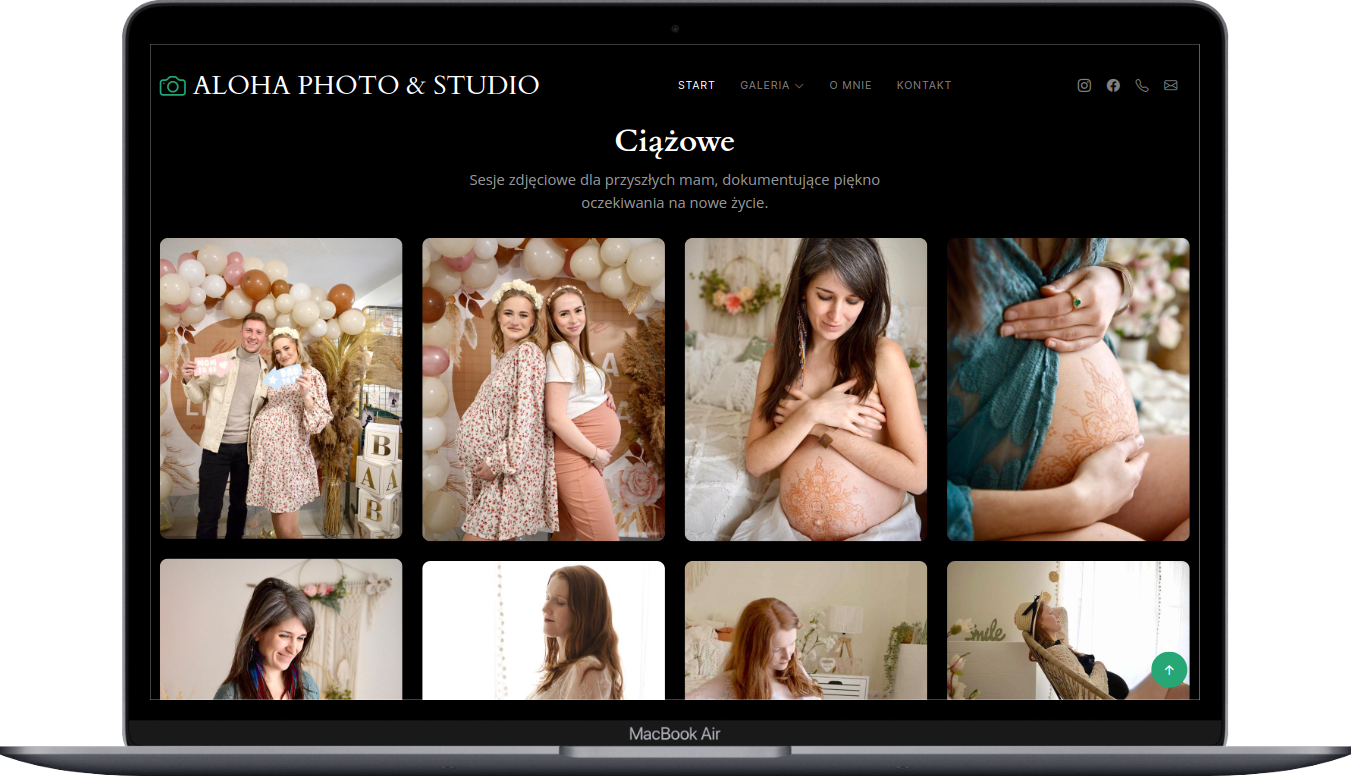 ALOHA PHOTO & STUDIO
START GALERIA O MNIE KONTAKT
Ciążowe
Sesje zdjęciowe dla przyszłych mam, dokumentujące piękno
oczekiwania na nowe życie.
B
A A
B
smile
MacBook Air